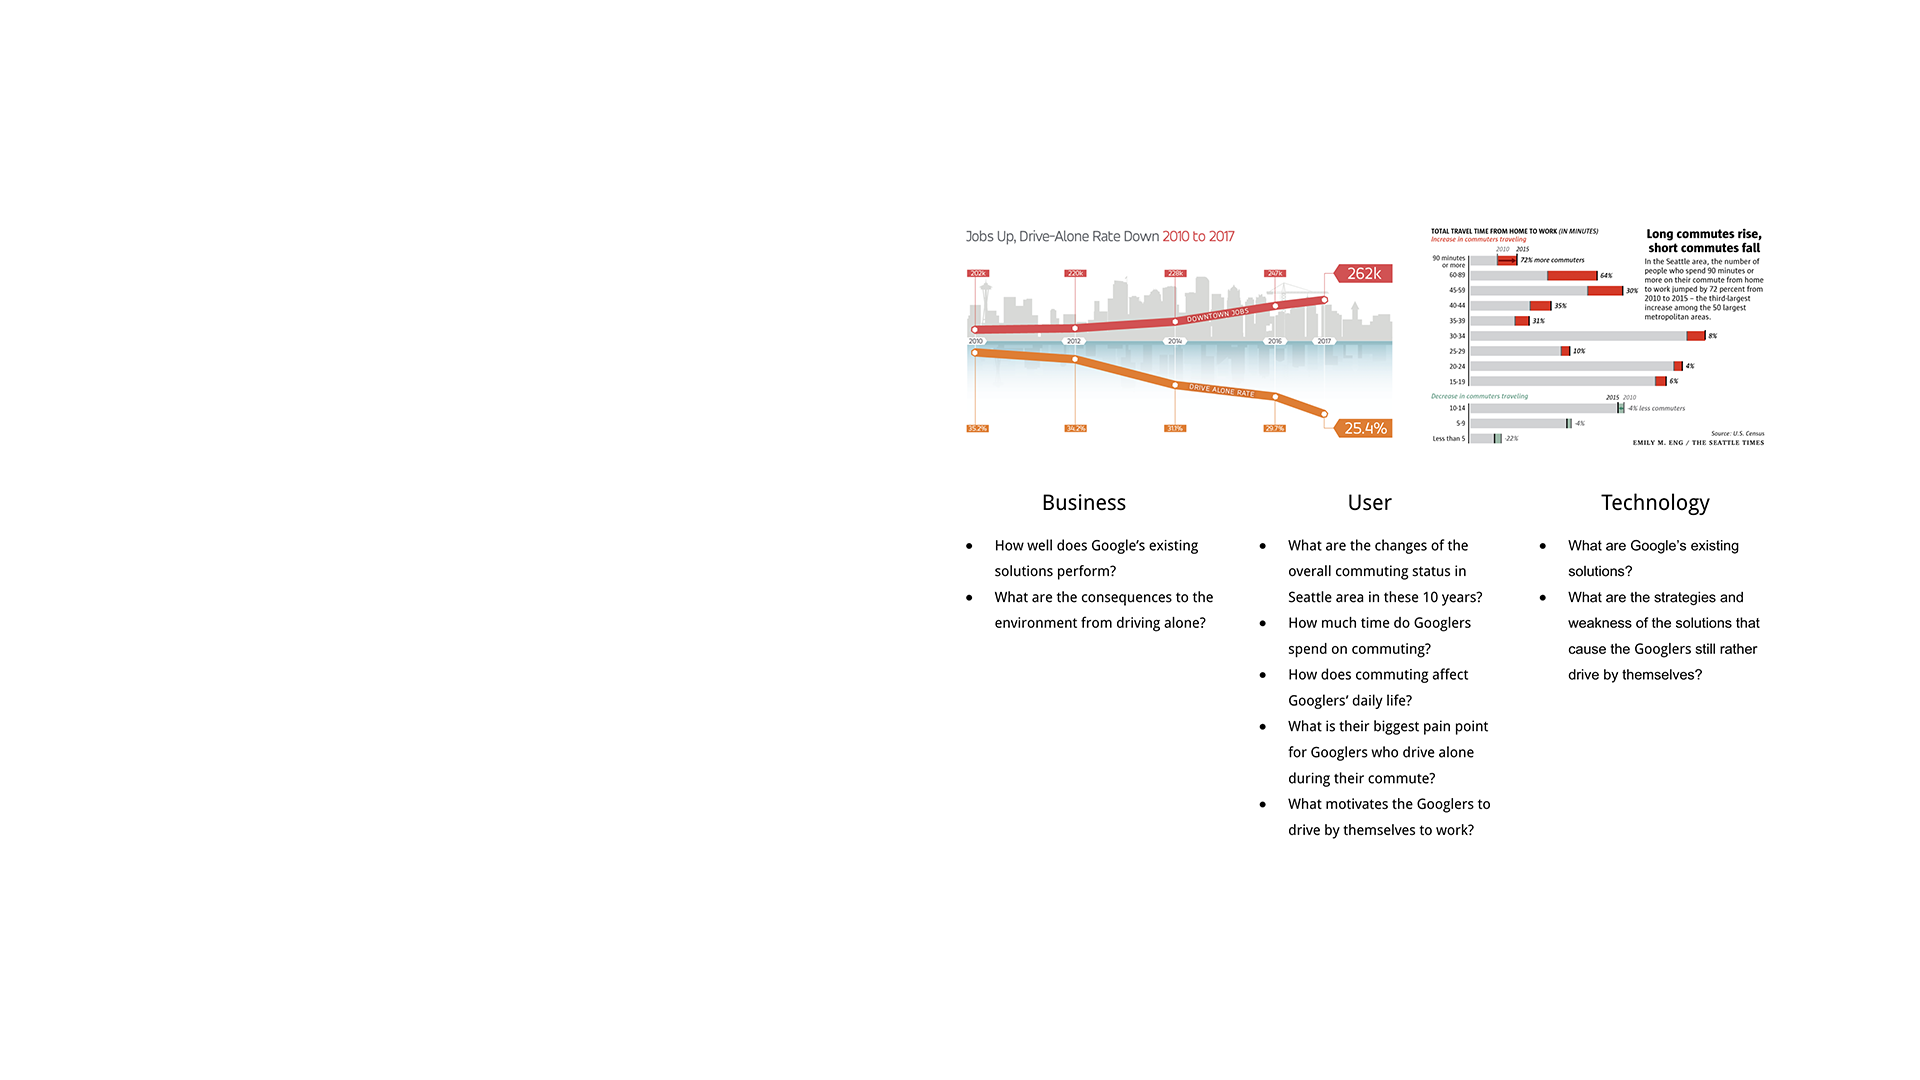 Jobs Up, Drive-Alone Rate Down 2010 to 2017
202k
220k
228k
247k
262k
DOWNTOWN JOBS
2010
2012
2014
2016
2017
DRIVE ALONE RATE
35.2%
34.2%
31.1%
29.7%
25.4%
TOTAL TRAVEL TIME FROM HOME TO WORK (IN MINUTES)
Increase in commuters traveling
2010 2015
90 minutes
or more
72% more commuters
60-89
64%
45-59
30%
40-44
35%
35-39
31%
30-34
8%
25-29
10%
20-24
4%
15-19
6%
Decrease in commuters traveling
2015 2010
10-14
-4% less commuters
5-9
-4%
Less than 5
-22%
Long commutes rise,
short commutes fall
In the Seattle area, the number of
people who spend 90 minutes or
more on their commute from home
to work jumped by 72 percent from
2010 to 2015 – the third-largest
increase among the 50 largest
metropolitan areas.
Source: U.S. Census
EMILY M. ENG / THE SEATTLE TIMES
Business
• How well does Google’s existing
solutions perform?
• What are the consequences to the
environment from driving alone?
User
• What are the changes of the
overall commuting status in
Seattle area in these 10 years?
• How much time do Googlers
spend on commuting?
• How does commuting affect
Googlers’ daily life?
• What is their biggest pain point
for Googlers who drive alone
during their commute?
• What motivates the Googlers to
drive by themselves to work?
Technology
• What are Google’s existing
solutions?
• What are the strategies and
weakness of the solutions that
cause the Googlers still rather
drive by themselves?